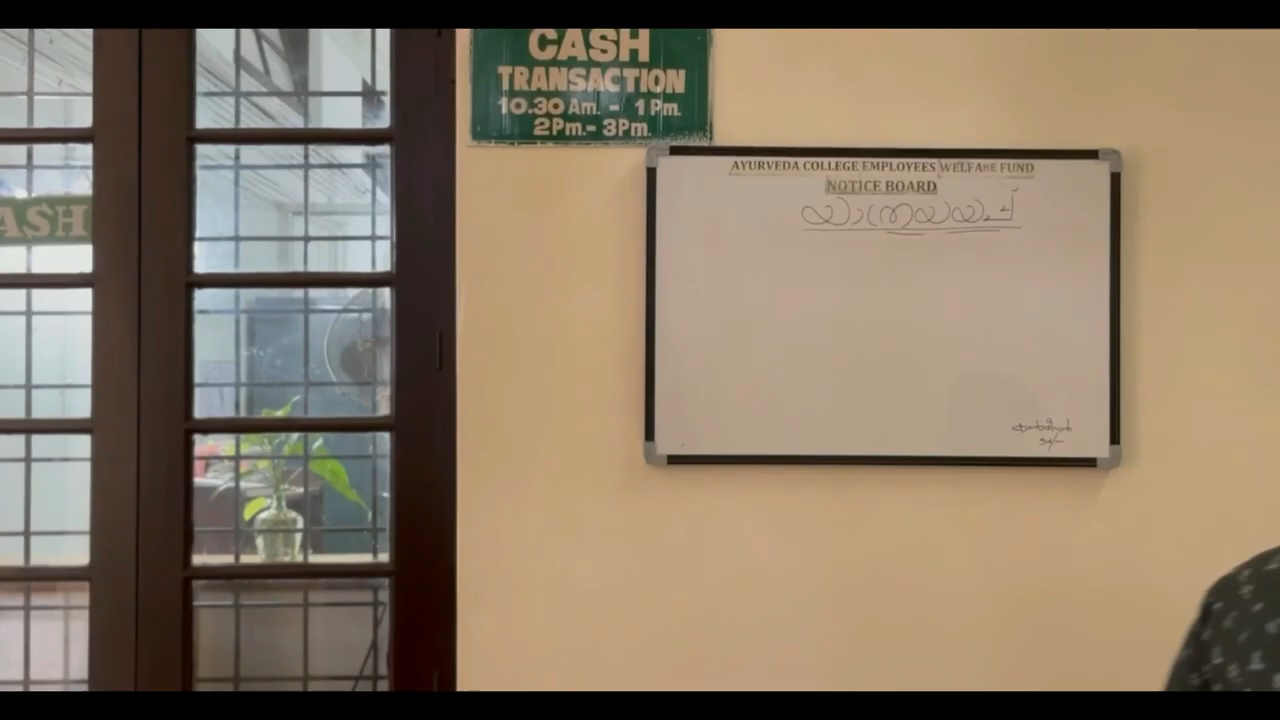 CASH
TRANSACTION
10.30 Am. - 1 Pm.
2Pm.- 3Pm.
ASH
AYURVEDA COLLEGE EMPLOYEES WELFARE FUND
NOTICE BOARD
യാത്രയയപ്പ്